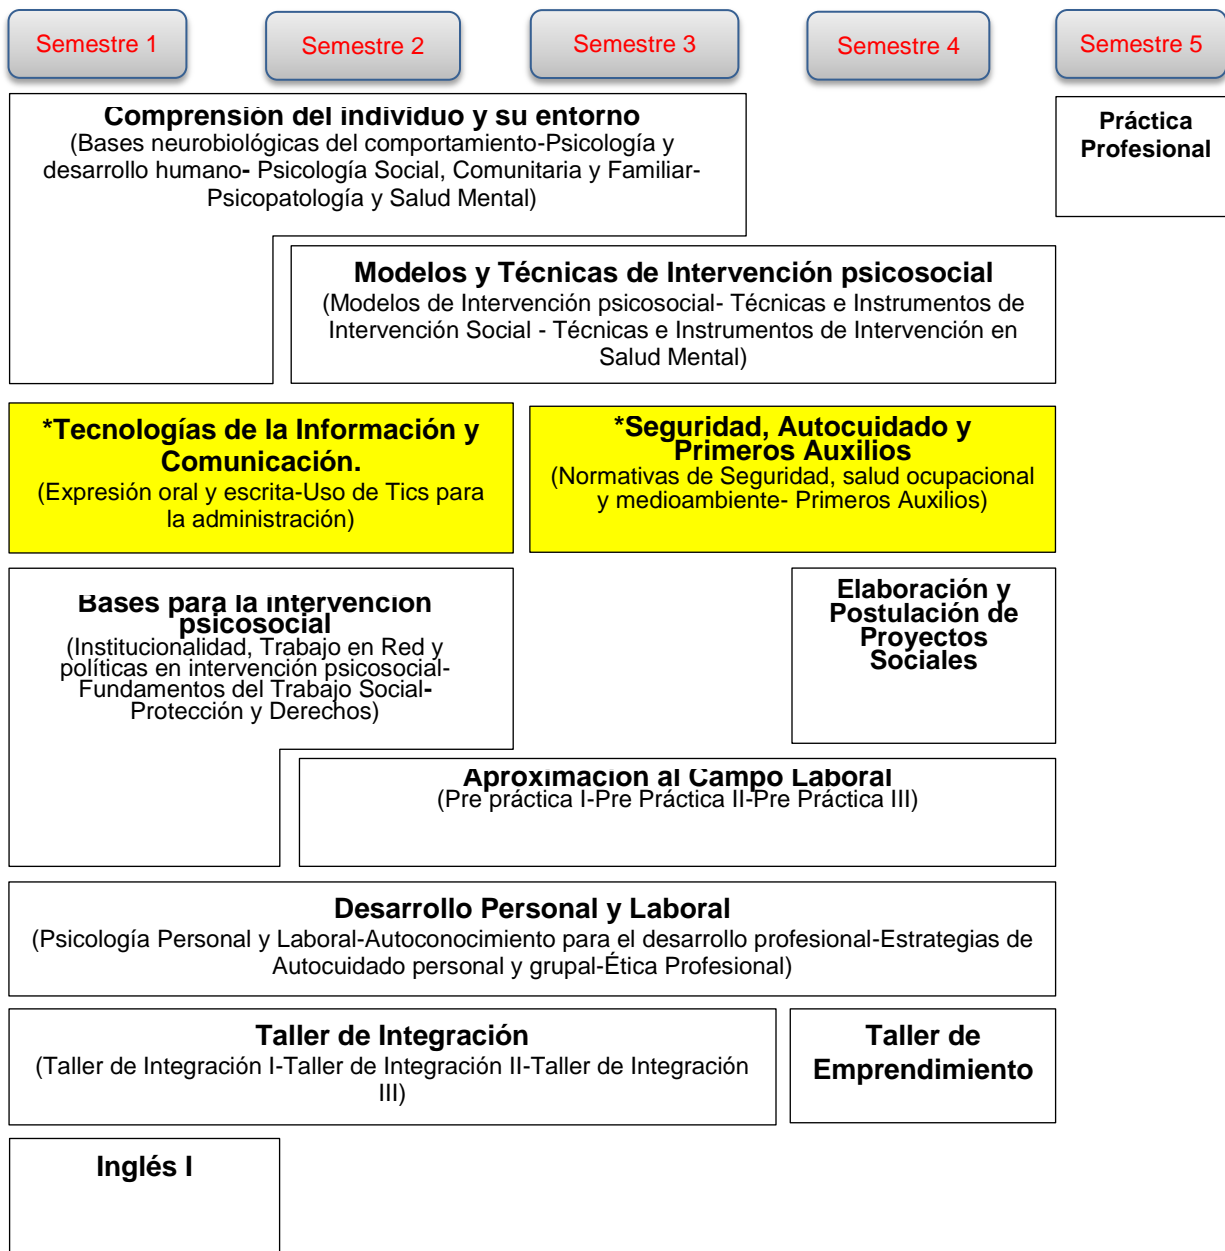 Semestre 1
Semestre 2
Semestre 3
Semestre 4
Semestre 5
Comprensión del individuo y su entorno
(Bases neurobiológicas del comportamiento-Psicología y
desarrollo humano- Psicología Social, Comunitaria y Familiar-
Psicopatología y Salud Mental)
Práctica
Profesional
Modelos y Técnicas de Intervención psicosocial
(Modelos de Intervención psicosocial- Técnicas e Instrumentos de
Intervención Social - Técnicas e Instrumentos de Intervención en
Salud Mental)
*Tecnologías de la Información y
Comunicación.
(Expresión oral y escrita-Uso de Tics para
la administración)
*Seguridad, Autocuidado y
Primeros Auxilios
(Normativas de Seguridad, salud ocupacional
y medioambiente- Primeros Auxilios)
Bases para la intervención
psicosocial
(Institucionalidad, Trabajo en Red y
políticas en intervención psicosocial-
Fundamentos del Trabajo Social-
Protección y Derechos)
Elaboración y
Postulación de
Proyectos
Sociales
Aproximación al Campo Laboral
(Pre práctica I-Pre Práctica II-Pre Práctica III)
Desarrollo Personal y Laboral
(Psicología Personal y Laboral-Autoconocimiento para el desarrollo profesional-Estrategias de
Autocuidado personal y grupal-Ética Profesional)
Taller de Integración
(Taller de Integración I-Taller de Integración II-Taller de Integración
III)
Taller de
Emprendimiento
Inglés I